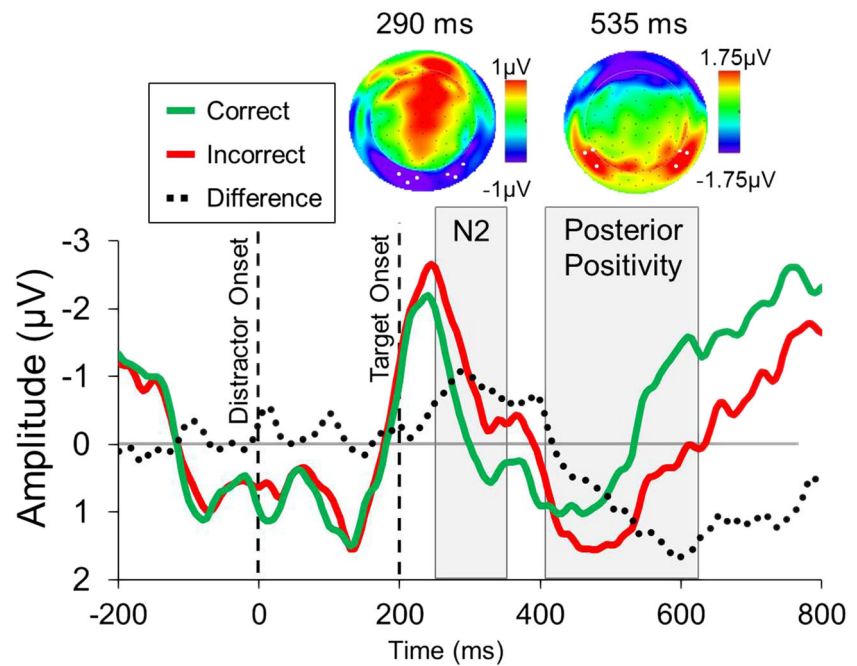 290 ms
535 ms
1µV
-1µV
1.75µV
-1.75µV
Correct
Incorrect
Difference
N2
Posterior
Positivity
Distractor Onset
Target Onset
Amplitude (µV)
-3
-2
-1
0
1
2
-200
0
200
400
600
800
Time (ms)